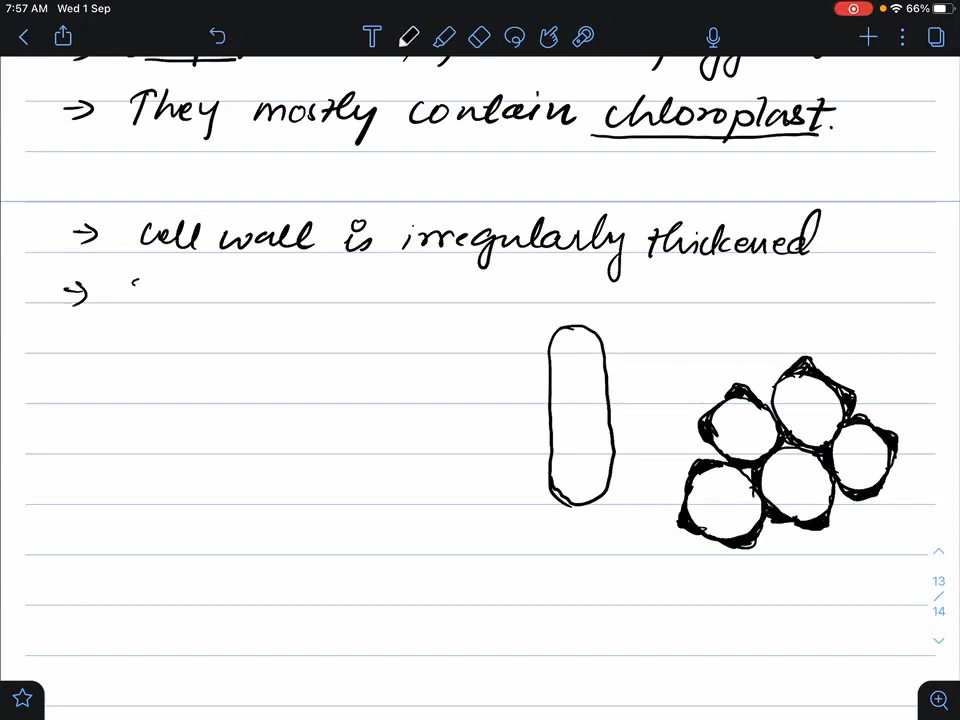 7:57 AM Wed 1 Sep 66%
→ They mostly contain chloroplast.
→ cell wall is irregularly thickened
→
13
/
14